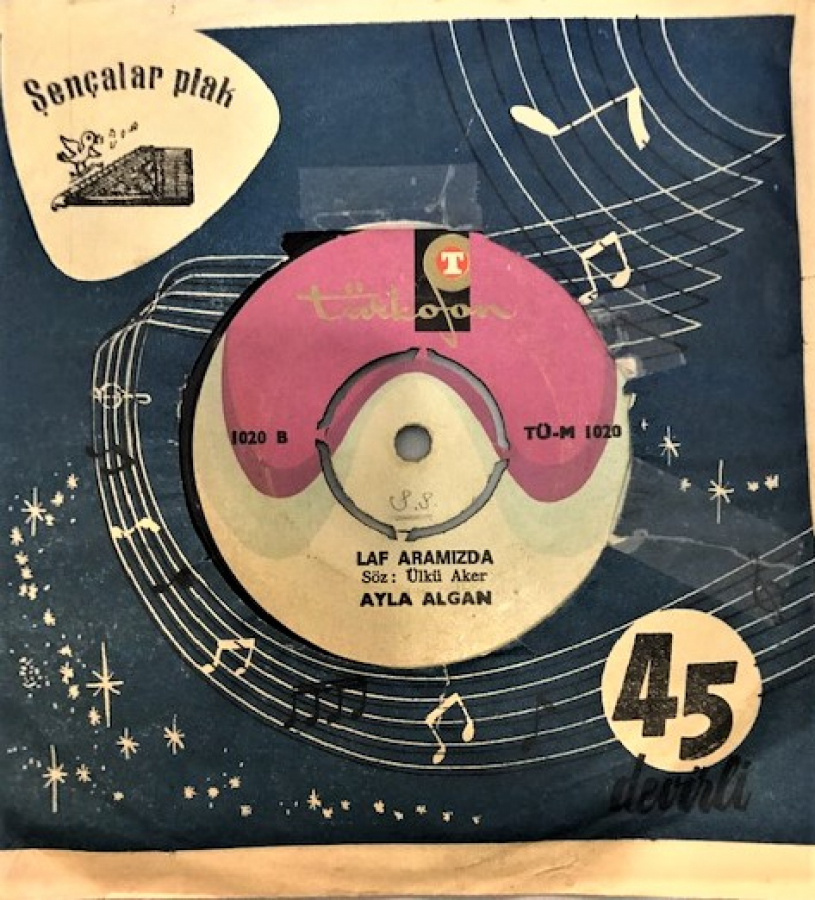 Şençalar plak
T
türkofon
1020 B
TÜ-M 1020
S.S.
LAF ARAMIZDA
Söz: Ülkü Aker
AYLA ALGAN
45
devirli